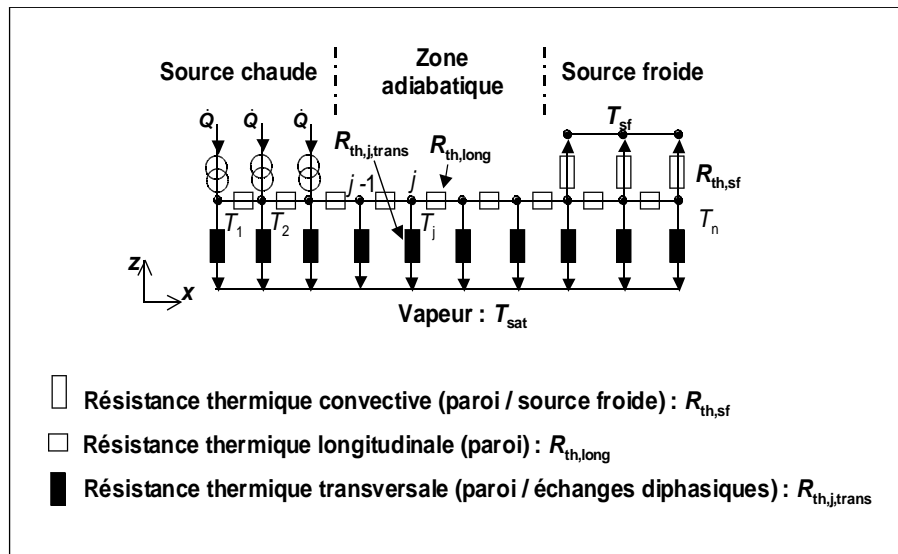 Zone
adiabatique
Source chaude
Source froide
Q̇ Q̇ Q̇
T_sf
R_th,j,trans
R_th,long
R_th,sf
j-1
j
T_1
T_2
T_j
T_n
z
x
Vapeur : T_sat
Résistance thermique convective (paroi / source froide) : R_th,sf
Résistance thermique longitudinale (paroi) : R_th,long
Résistance thermique transversale (paroi / échanges diphasiques) : R_th,j,trans